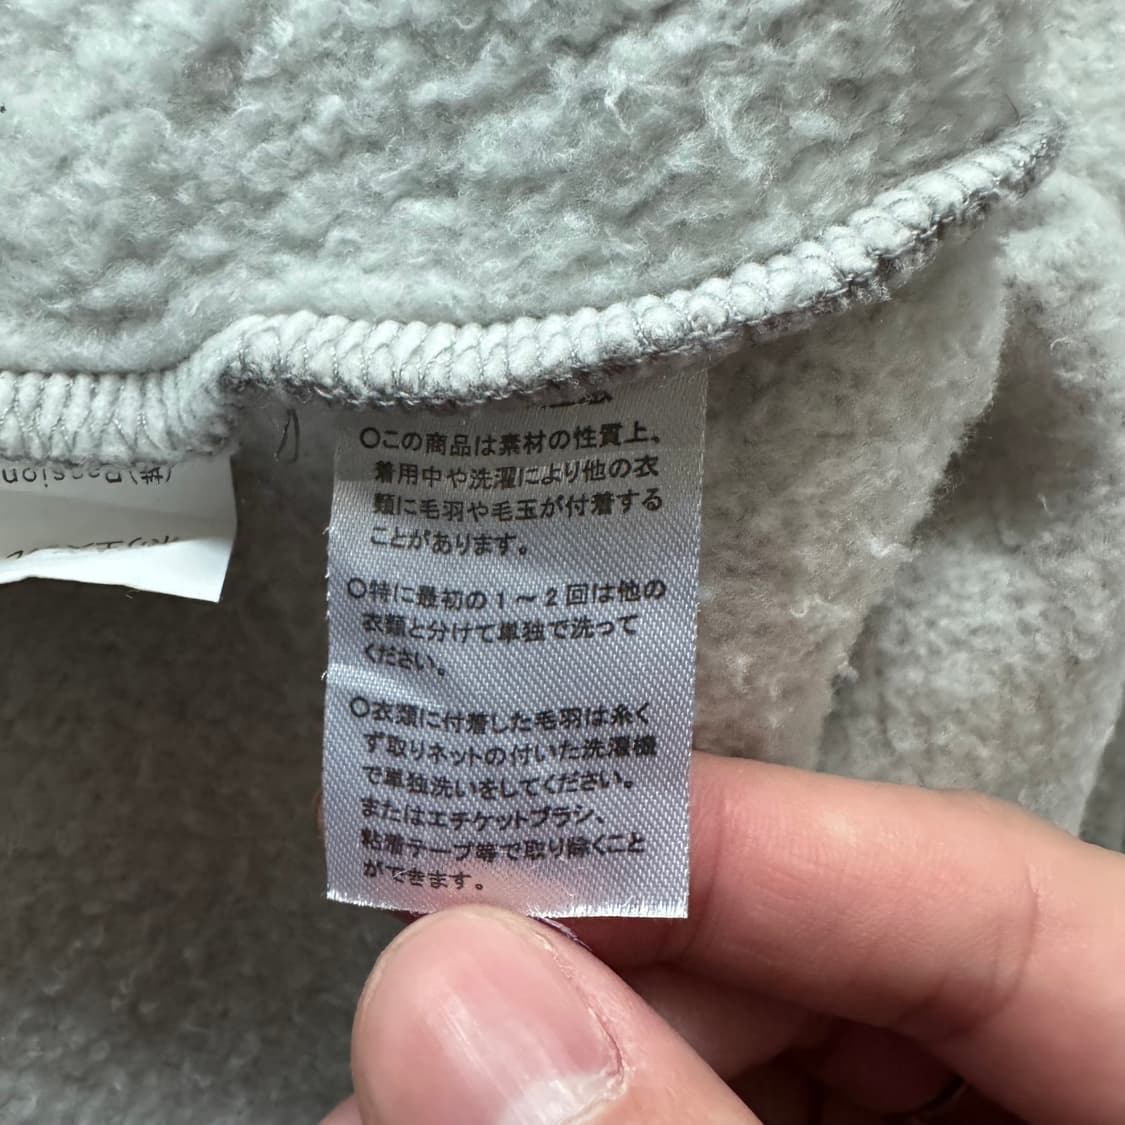 ○この商品は素材の性質上、
着用中や洗濯により他の衣
類に毛羽や毛玉が付着する
ことがあります。
○特に最初の1～2回は他の
衣類と分けて単独で洗って
ください。
○衣類に付着した毛羽は糸く
ず取りネットの付いた洗濯機
で単独洗いをしてください。
またはエチケットブラシ、
粘着テープ等で取り除くこと
ができます。